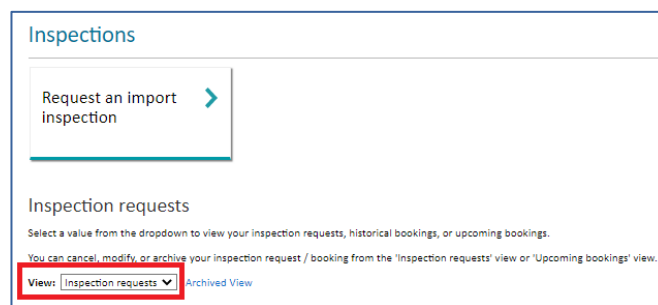 Inspections
Request an import
inspection
Inspection requests
Select a value from the dropdown to view your inspection requests, historical bookings, or upcoming bookings.
You can cancel, modify, or archive your inspection request / booking from the 'Inspection requests' view or 'Upcoming bookings' view.
View: Inspection requests Archived View